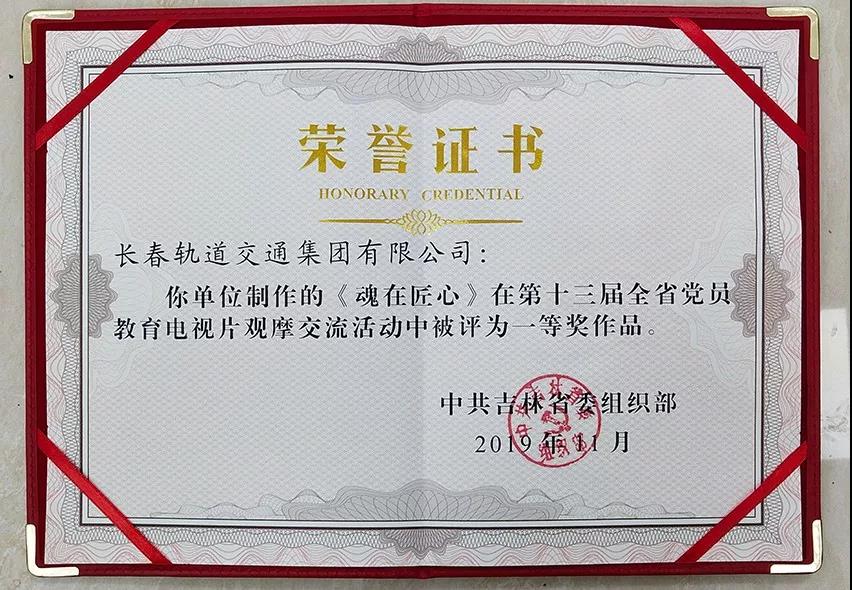 荣誉证书
HONORARY CREDENTIAL
长春轨道交通集团有限公司：
你单位制作的《魂在匠心》在第十三届全省党员
教育电视片观摩交流活动中被评为一等奖作品。
中共吉林省委组织部
2019年11月